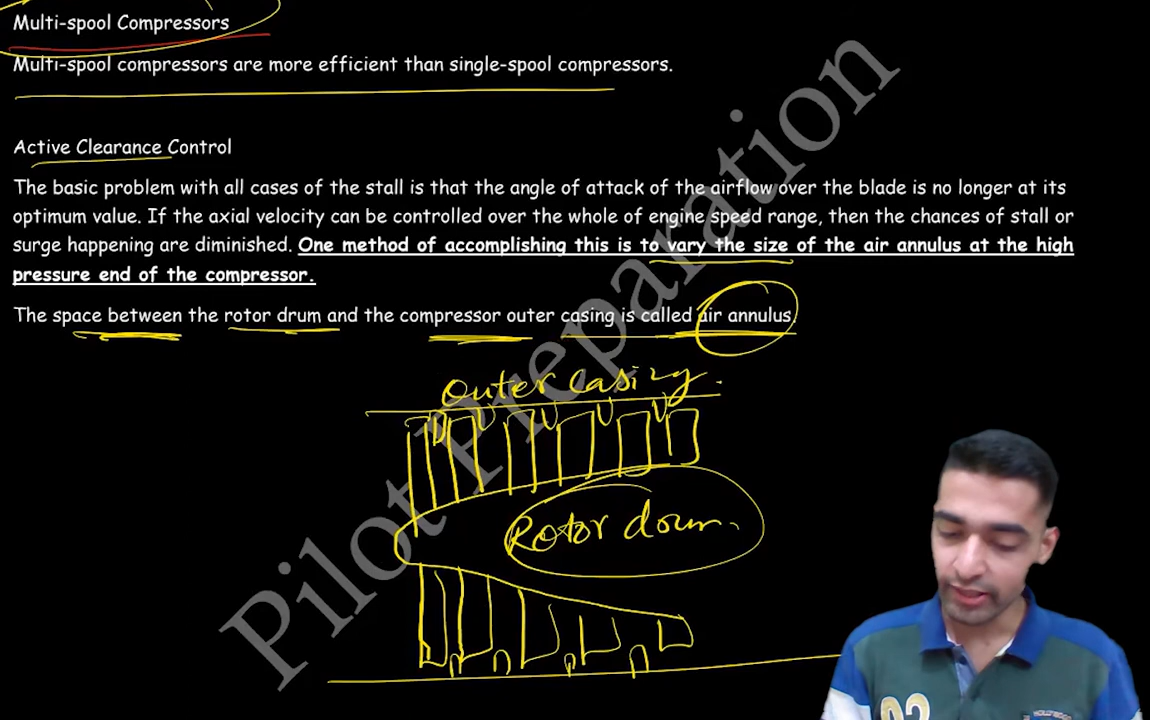 Multi-spool Compressors
Multi-spool compressors are more efficient than single-spool compressors.
Active Clearance Control
The basic problem with all cases of the stall is that the angle of attack of the airflow over the blade is no longer at its
optimum value. If the axial velocity can be controlled over the whole of engine speed range, then the chances of stall or
surge happening are diminished. One method of accomplishing this is to vary the size of the air annulus at the high
pressure end of the compressor.
The space between the rotor drum and the compressor outer casing is called air annulus
Outer casing.
Rotor drum.
Pilot Preparation
02